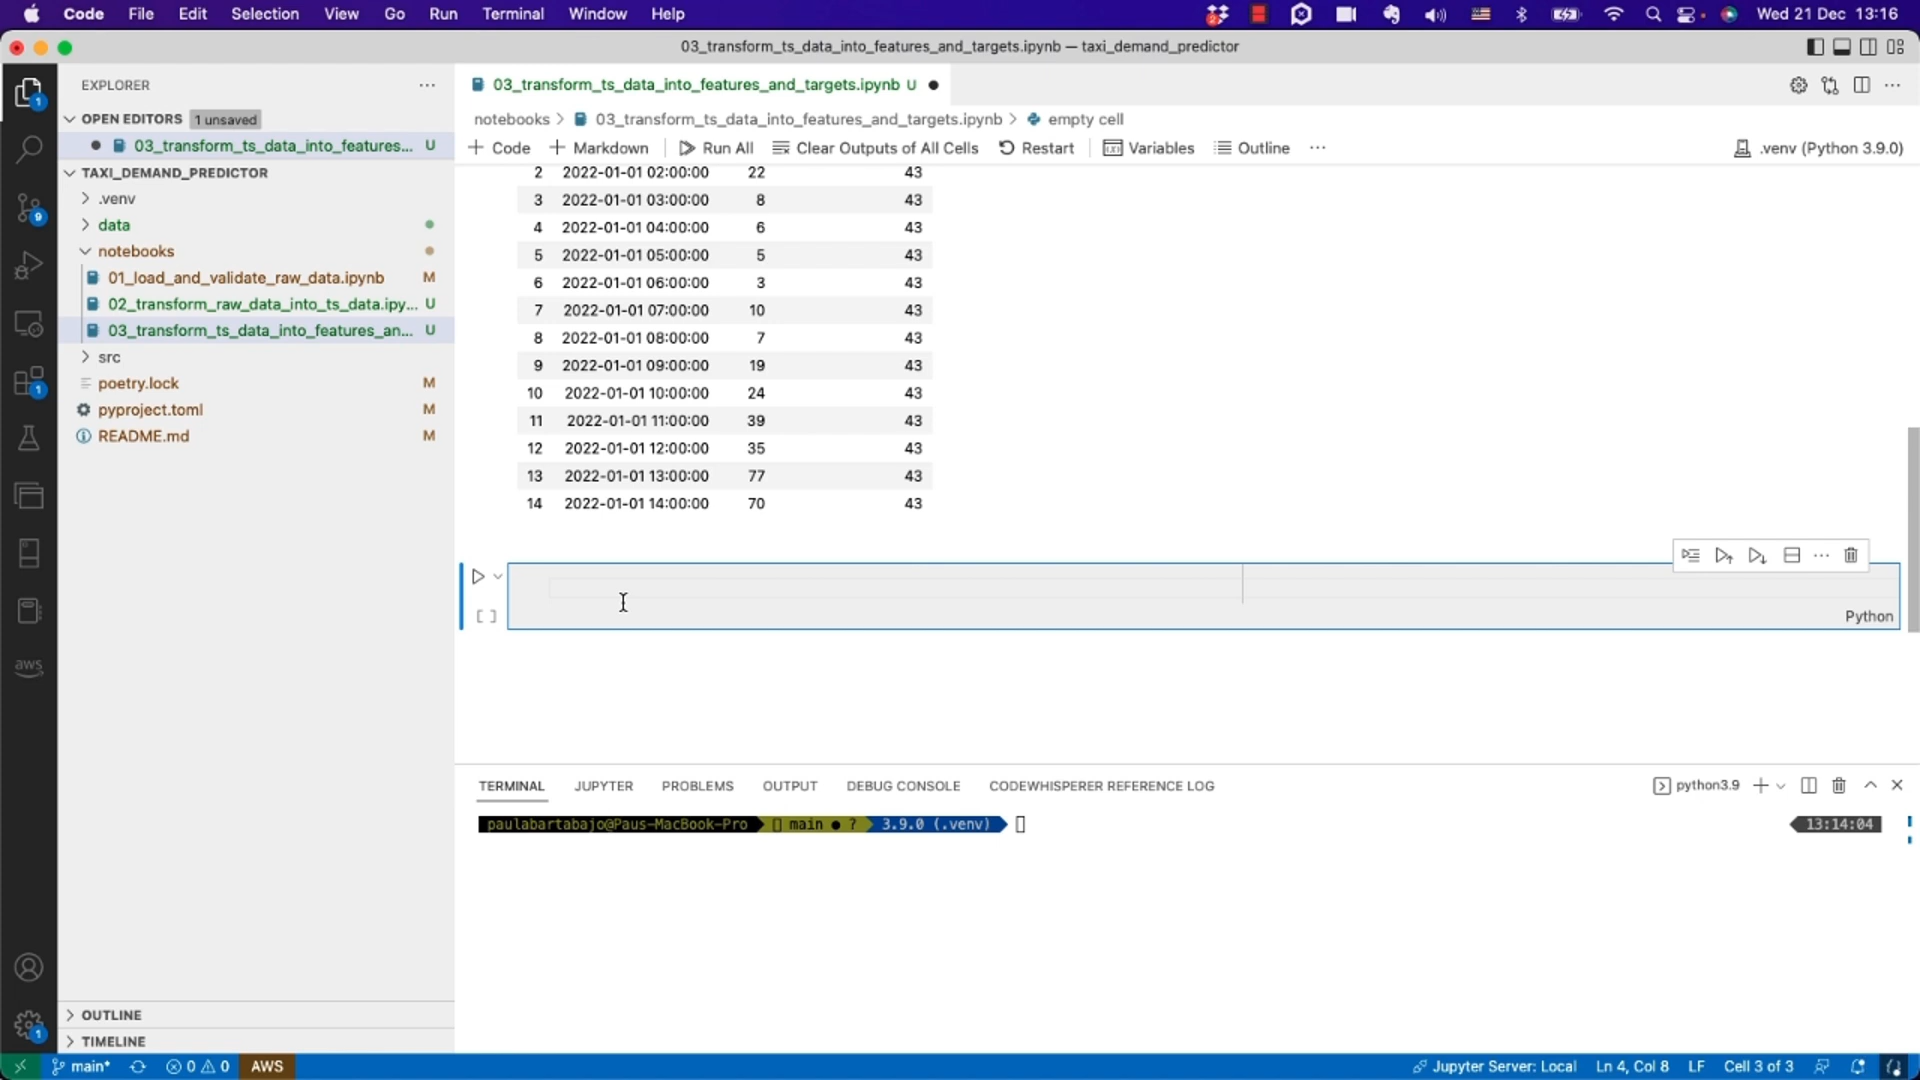 Code File Edit Selection View Go Run Terminal Window Help Wed 21 Dec 13:16
03_transform_ts_data_into_features_and_targets.ipynb — taxi_demand_predictor
EXPLORER
03_transform_ts_data_into_features_and_targets.ipynb U
OPEN EDITORS 1 unsaved
notebooks > 03_transform_ts_data_into_features_and_targets.ipynb > empty cell
03_transform_ts_data_into_features... U
+ Code + Markdown Run All Clear Outputs of All Cells Restart Variables Outline ... .venv (Python 3.9.0)
TAXI_DEMAND_PREDICTOR
.venv
data
notebooks
01_load_and_validate_raw_data.ipynb M
02_transform_raw_data_into_ts_data.ipy... U
03_transform_ts_data_into_features_an... U
src
poetry.lock M
pyproject.toml M
README.md M
2 2022-01-01 02:00:00 22 43
3 2022-01-01 03:00:00 8 43
4 2022-01-01 04:00:00 6 43
5 2022-01-01 05:00:00 5 43
6 2022-01-01 06:00:00 3 43
7 2022-01-01 07:00:00 10 43
8 2022-01-01 08:00:00 7 43
9 2022-01-01 09:00:00 19 43
10 2022-01-01 10:00:00 24 43
11 2022-01-01 11:00:00 39 43
12 2022-01-01 12:00:00 35 43
13 2022-01-01 13:00:00 77 43
14 2022-01-01 14:00:00 70 43
[ ]
Python
aws
TERMINAL JUPYTER PROBLEMS OUTPUT DEBUG CONSOLE CODEWHISPERER REFERENCE LOG python3.9
paulabartabajo@Paus-MacBook-Pro main ● ? 3.9.0 (.venv) 13:14:04
OUTLINE
TIMELINE
main* 0 0 AWS Jupyter Server: Local Ln 4, Col 8 LF Cell 3 of 3